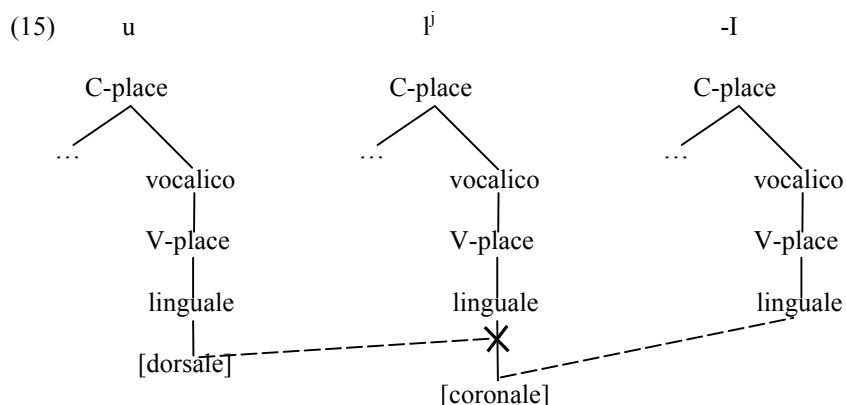 (15) u lʲ -I
C-place C-place C-place
… … …
vocalico vocalico vocalico
V-place V-place V-place
linguale linguale linguale
[dorsale]
[coronale]